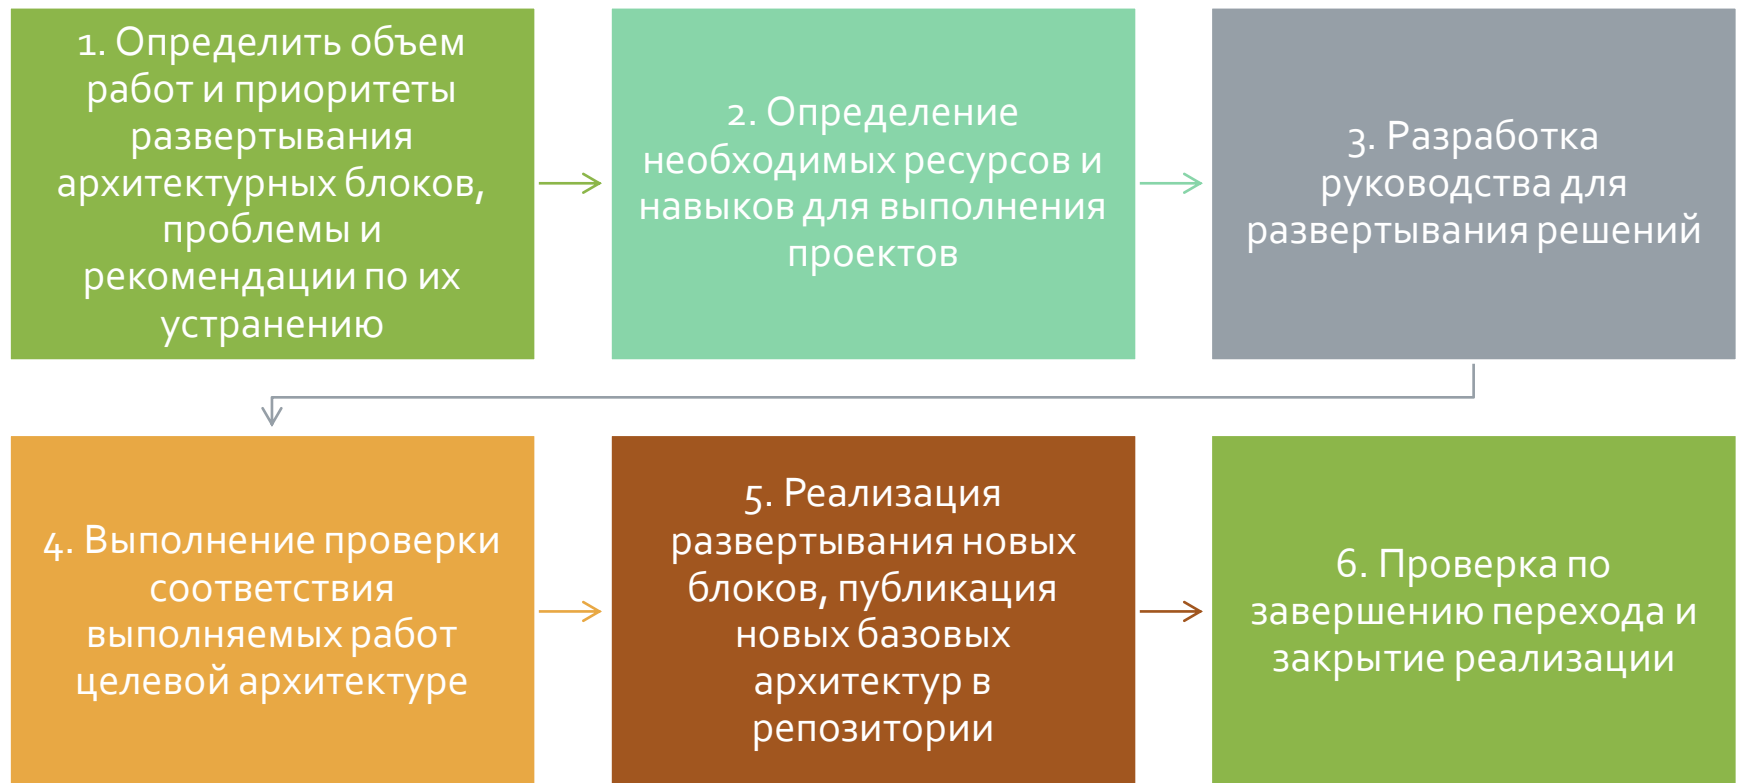 1. Определить объем
работ и приоритеты
развертывания
архитектурных блоков,
проблемы и
рекомендации по их
устранению
2. Определение
необходимых ресурсов и
навыков для выполнения
проектов
3. Разработка
руководства для
развертывания решений
4. Выполнение проверки
соответствия
выполняемых работ
целевой архитектуре
5. Реализация
развертывания новых
блоков, публикация
новых базовых
архитектур в
репозитории
6. Проверка по
завершению перехода и
закрытие реализации